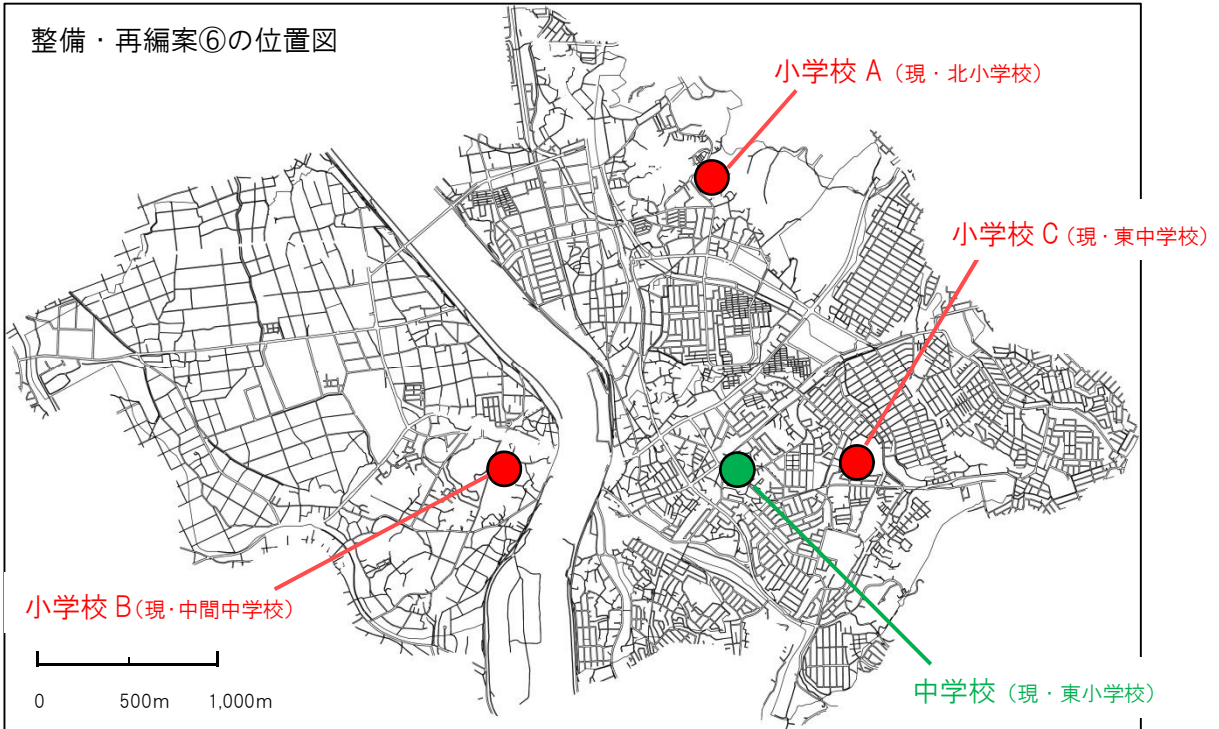 整備・再編案⑥の位置図
小学校 A（現・北小学校）
小学校 C（現・東中学校）
小学校 B（現・中間中学校）
中学校（現・東小学校）
0 500m 1,000m